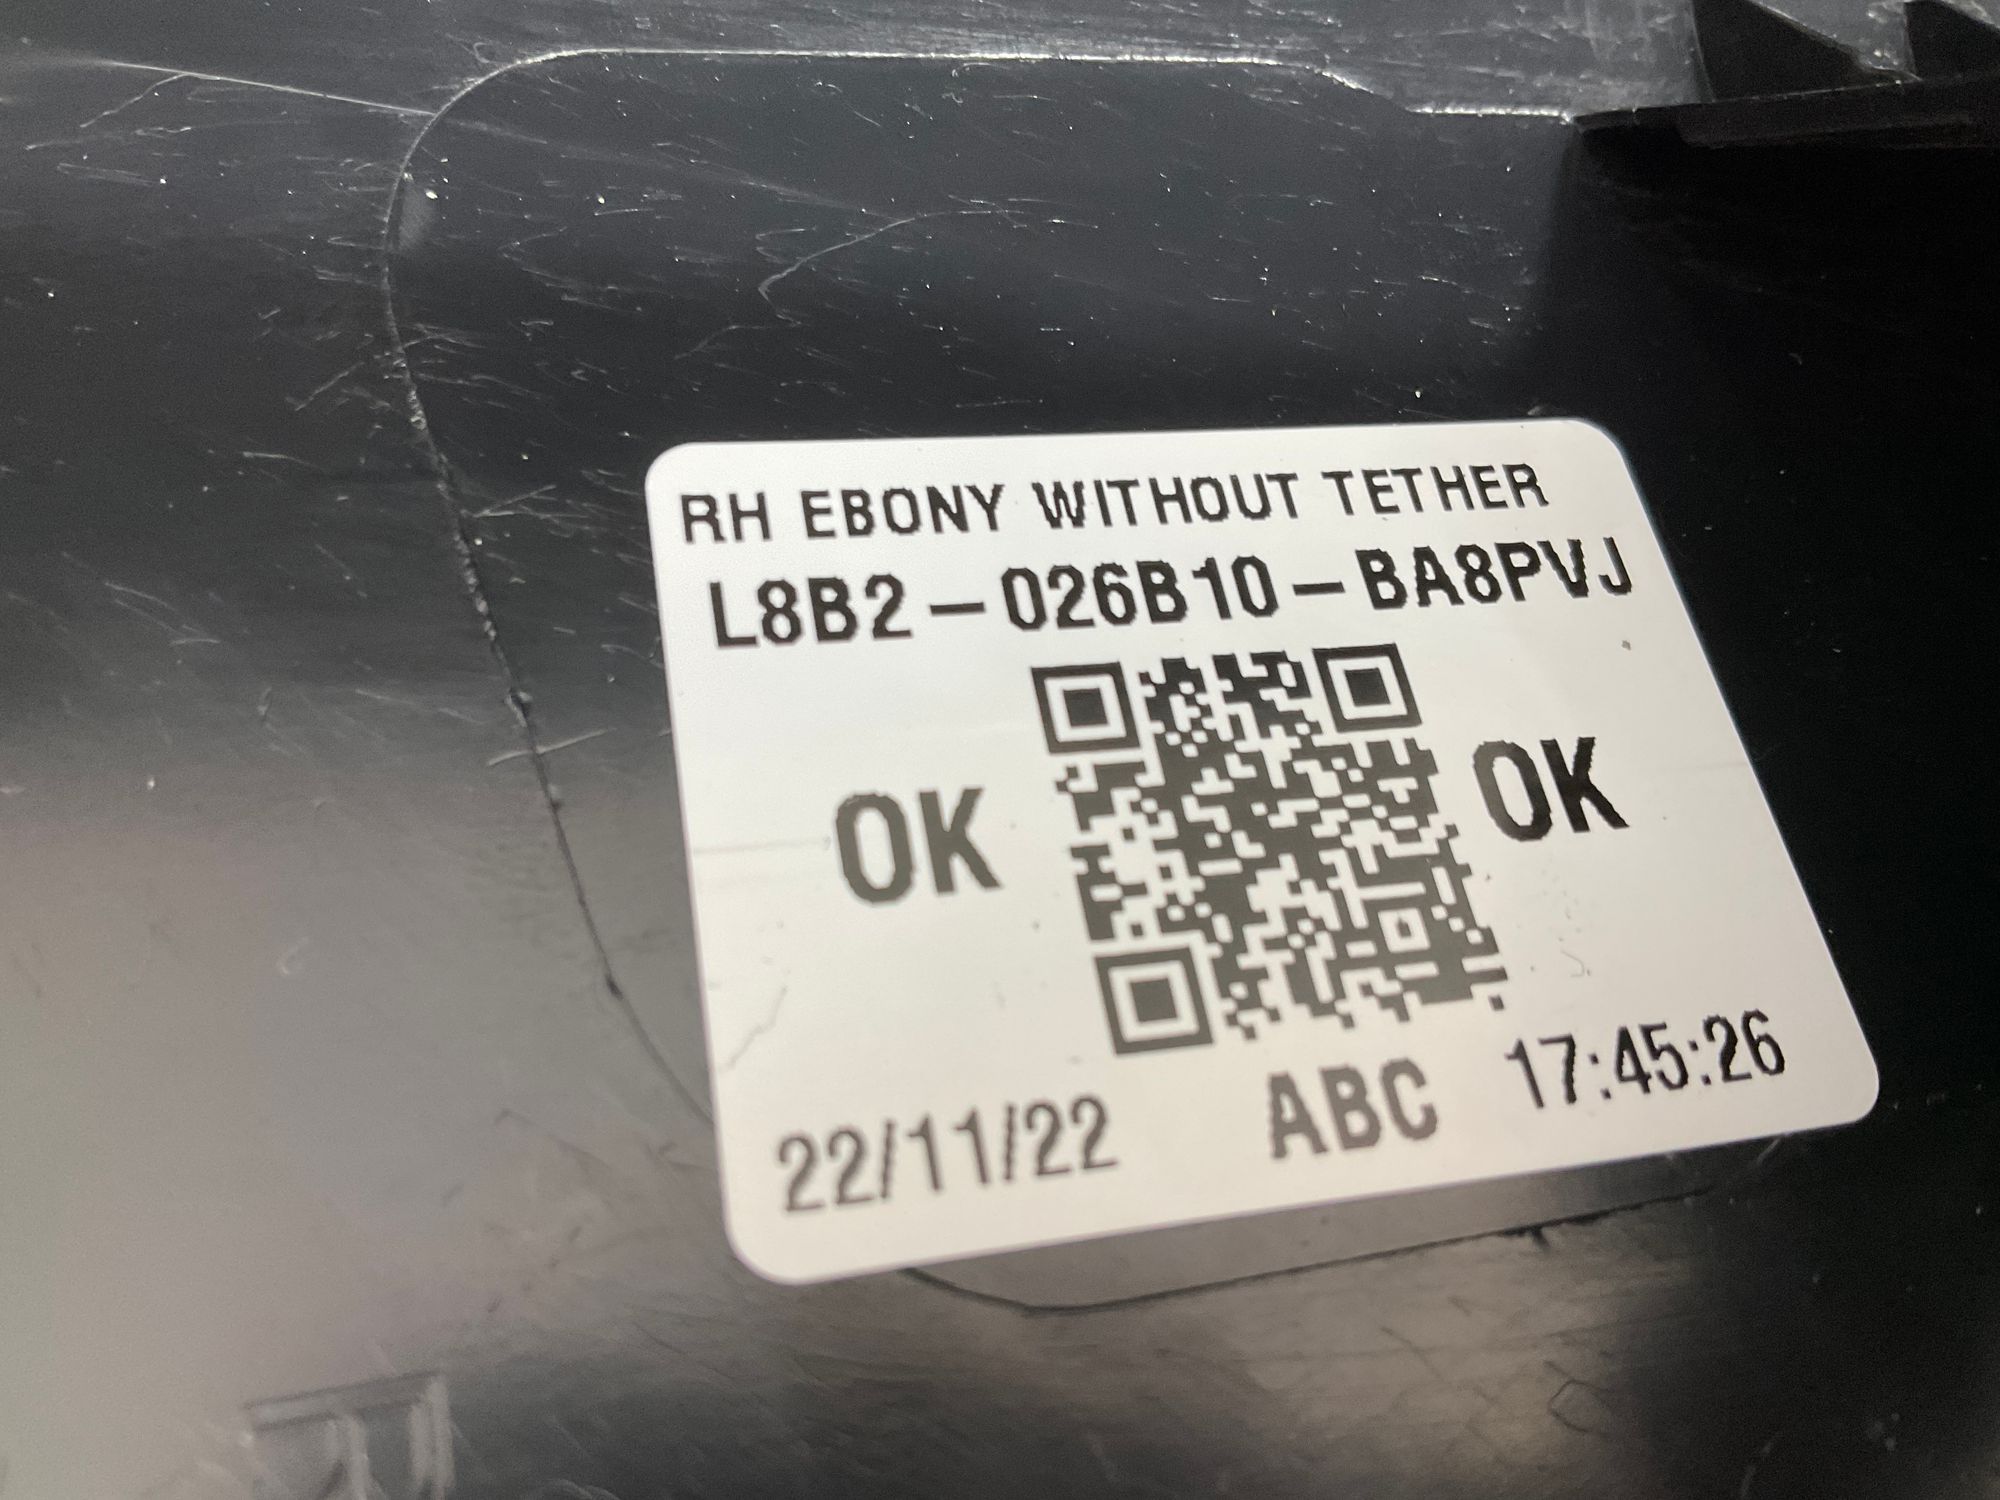 RH EBONY WITHOUT TETHER
L8B2-026B10-BA8PVJ
OK OK
22/11/22 ABC 17:45:26